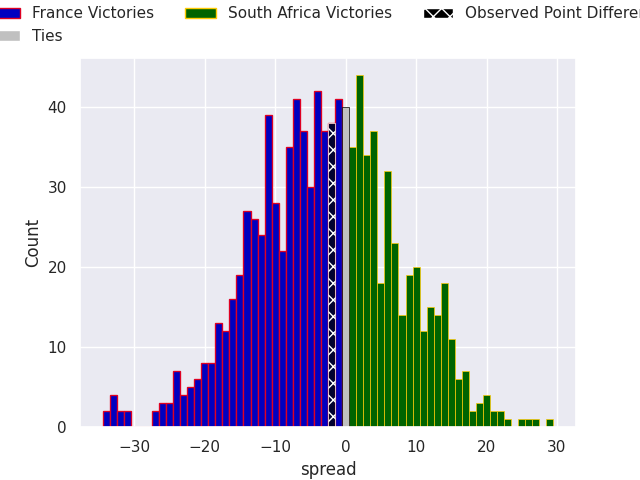 France Victories South Africa Victories Observed Point
Ties
40
30
20
10
0
Count
−30 −20 −10 0 10 20 30
spread